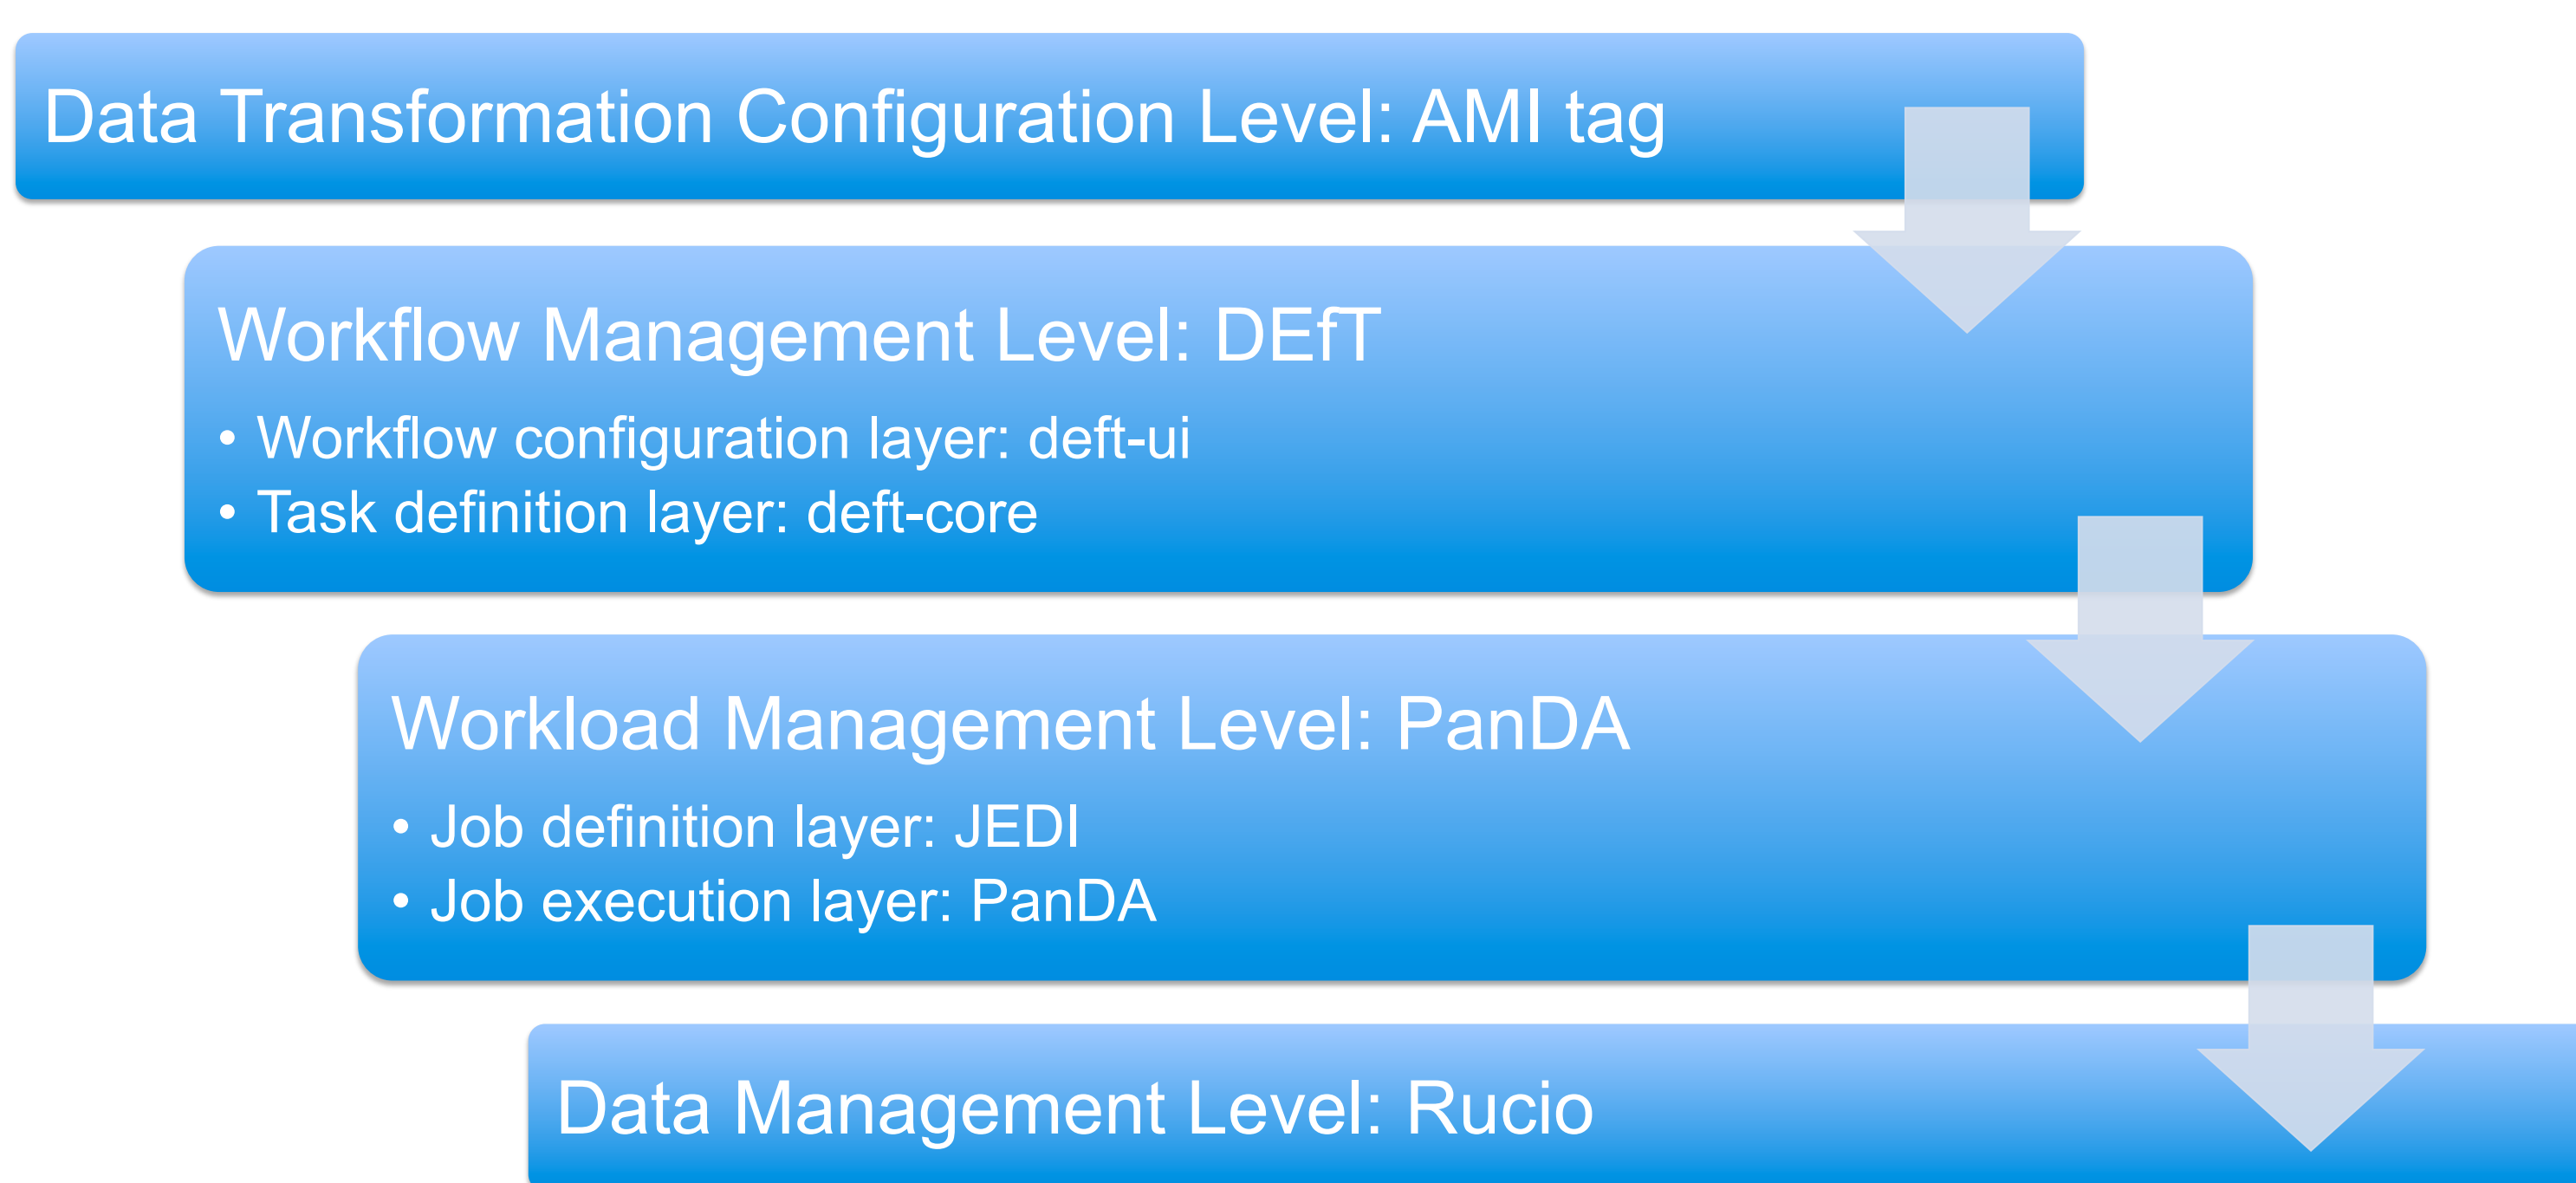 Data Transformation Configuration Level: AMI tag
Workflow Management Level: DEfT
• Workflow configuration layer: deft-ui
• Task definition layer: deft-core
Workload Management Level: PanDA
• Job definition layer: JEDI
• Job execution layer: PanDA
Data Management Level: Rucio